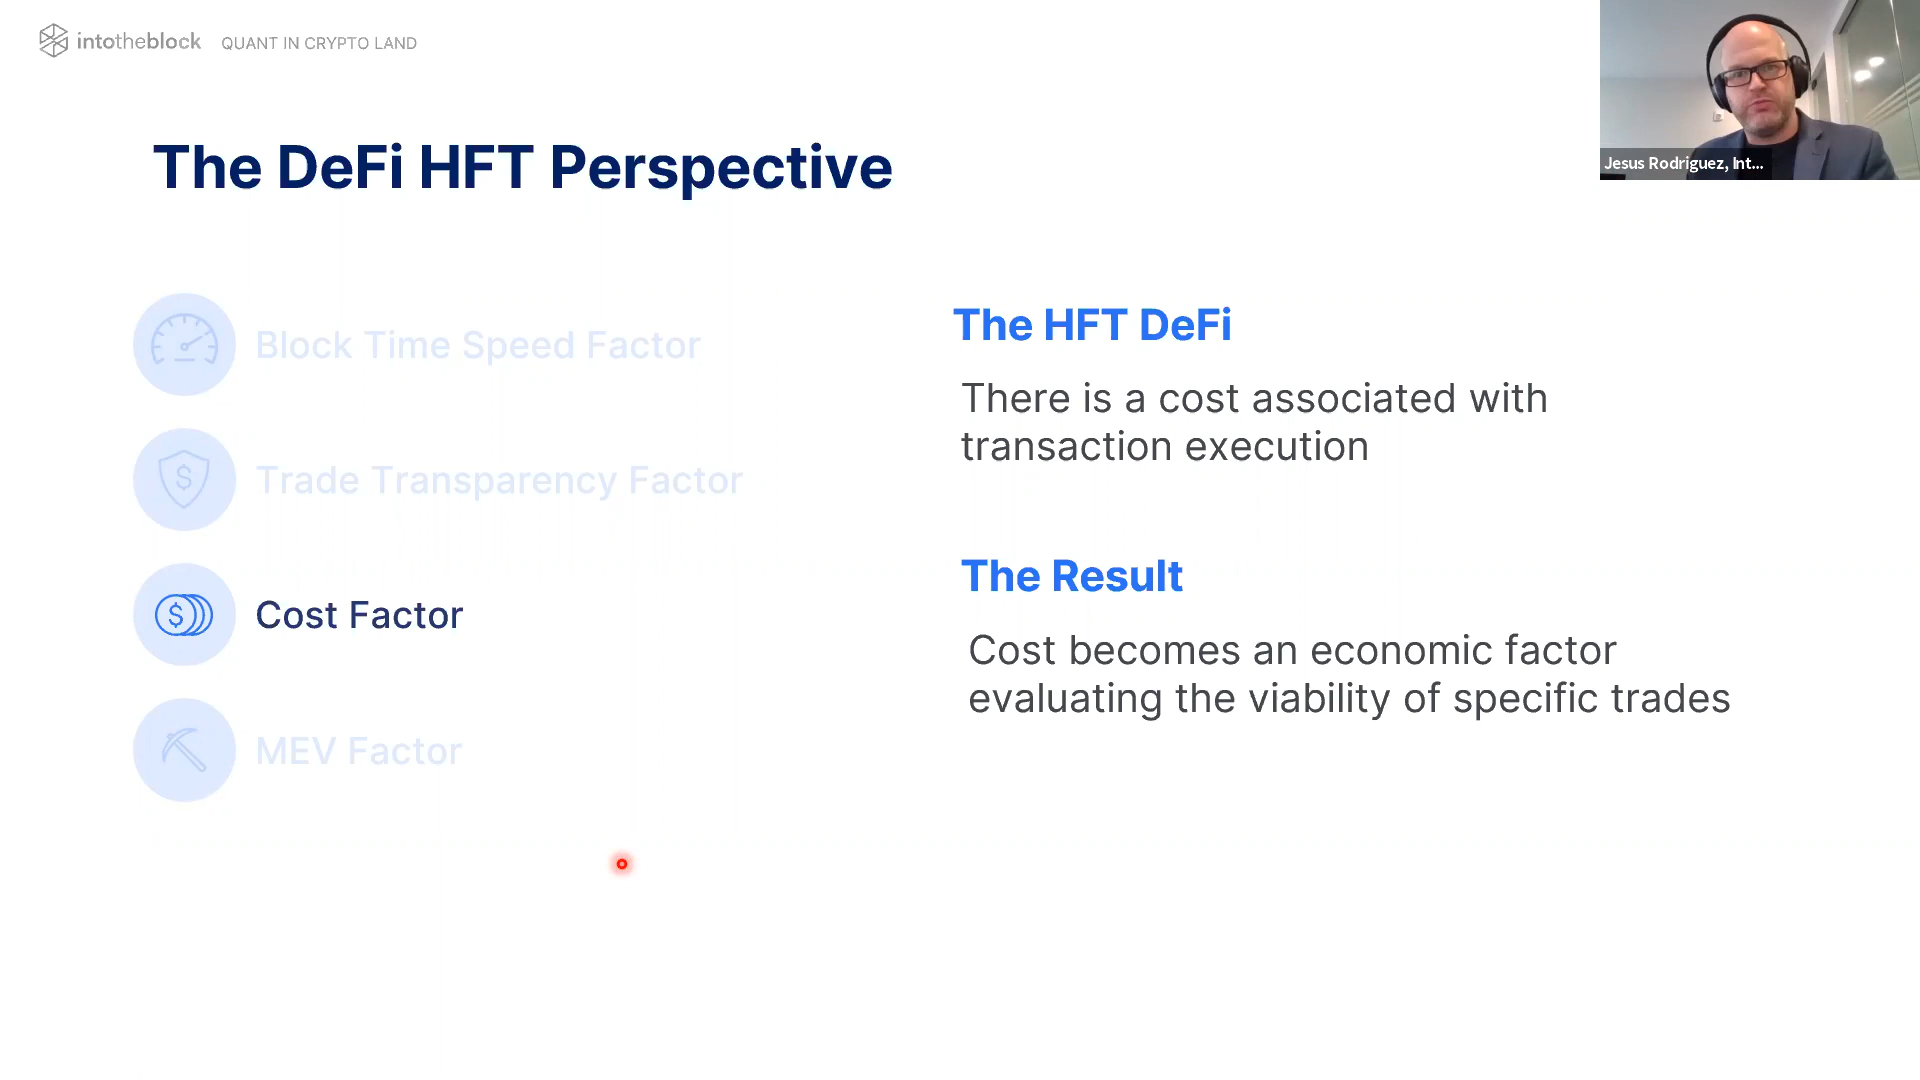 intotheblock QUANT IN CRYPTO LAND
Jesus Rodriguez, Int...
The DeFi HFT Perspective
Block Time Speed Factor
Trade Transparency Factor
Cost Factor
MEV Factor
The HFT DeFi
There is a cost associated with
transaction execution
The Result
Cost becomes an economic factor
evaluating the viability of specific trades